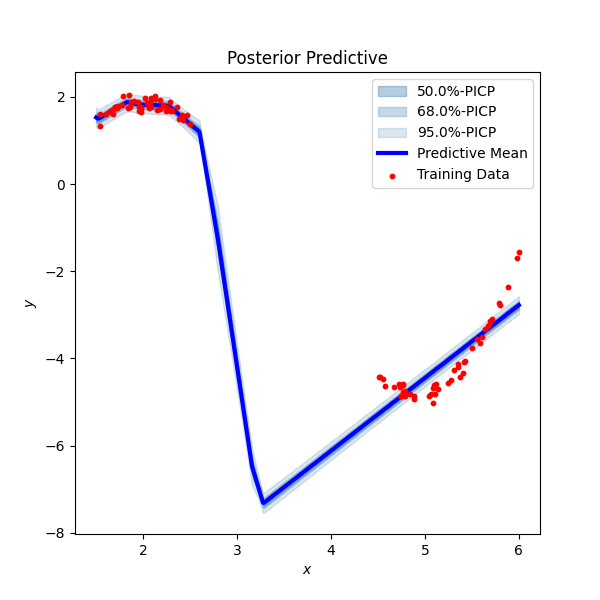 Posterior Predictive
50.0%-PICP
68.0%-PICP
95.0%-PICP
Predictive Mean
Training Data
y
2
0
−2
−4
−6
−8
2 3 4 5 6
x